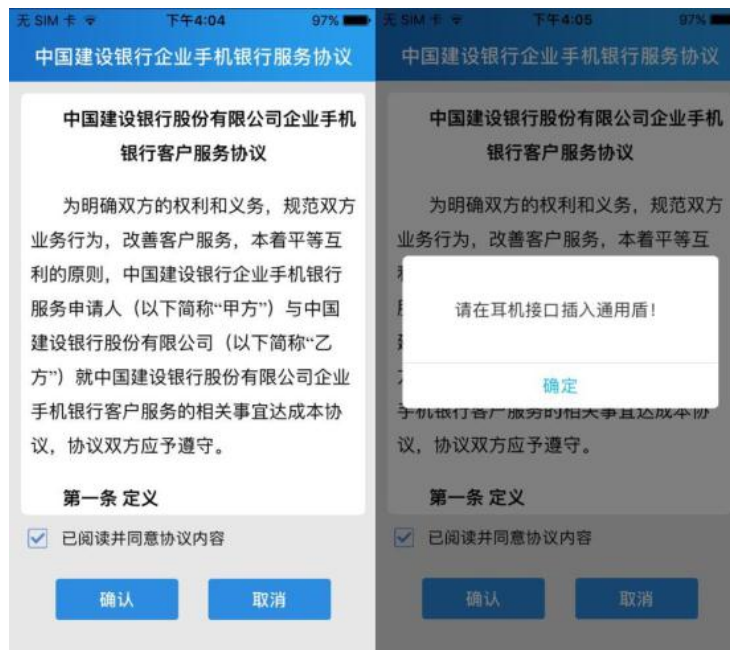 无 SIM 卡 下午4:04 97%
中国建设银行企业手机银行服务协议
中国建设银行股份有限公司企业手机
银行客户服务协议
为明确双方的权利和义务，规范双方
业务行为，改善客户服务，本着平等互
利的原则，中国建设银行企业手机银行
服务申请人（以下简称“甲方”）与中国
建设银行股份有限公司（以下简称“乙
方”）就中国建设银行股份有限公司企业
手机银行客户服务的相关事宜达成本协
议，协议双方应予遵守。
第一条 定义
已阅读并同意协议内容
确认 取消
无 SIM 卡 下午4:05 97%
中国建设银行企业手机银行服务协议
中国建设银行股份有限公司企业手机
银行客户服务协议
为明确双方的权利和义务，规范双方
业务行为，改善客户服务，本着平等互
请在耳机接口插入通用盾！
确定
手机银行客户服务的相关事宜达成本协
议，协议双方应予遵守。
第一条 定义
已阅读并同意协议内容
确认 取消